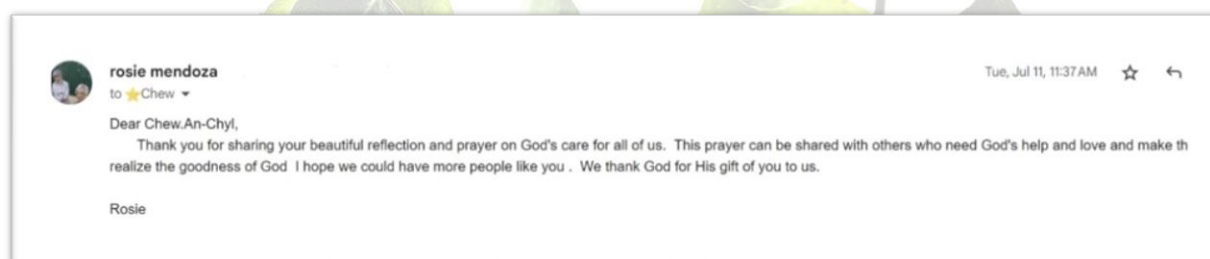 rosie mendoza
Tue, Jul 11, 11:37 AM
to ⭐Chew
Dear Chew.An-Chyl,
Thank you for sharing your beautiful reflection and prayer on God's care for all of us. This prayer can be shared with others who need God's help and love and make th
realize the goodness of God I hope we could have more people like you . We thank God for His gift of you to us.
Rosie